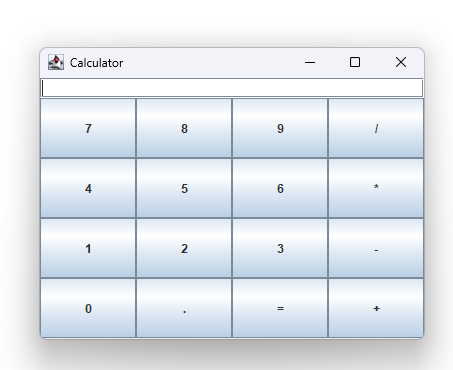 Calculator
7 8 9 /
4 5 6 *
1 2 3 -
0 . = +